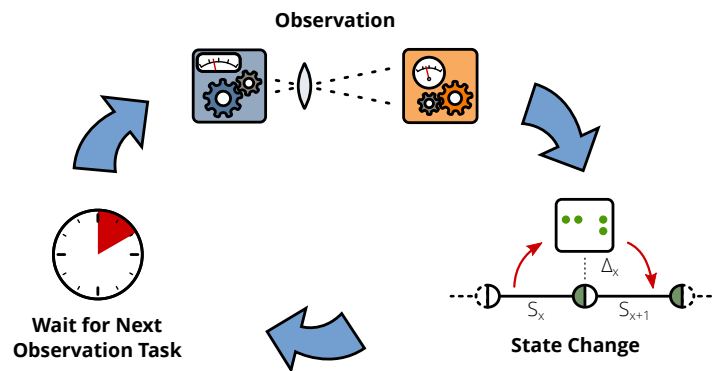 Observation
Δₓ
Sₓ
Sₓ₊₁
State Change
Wait for Next
Observation Task